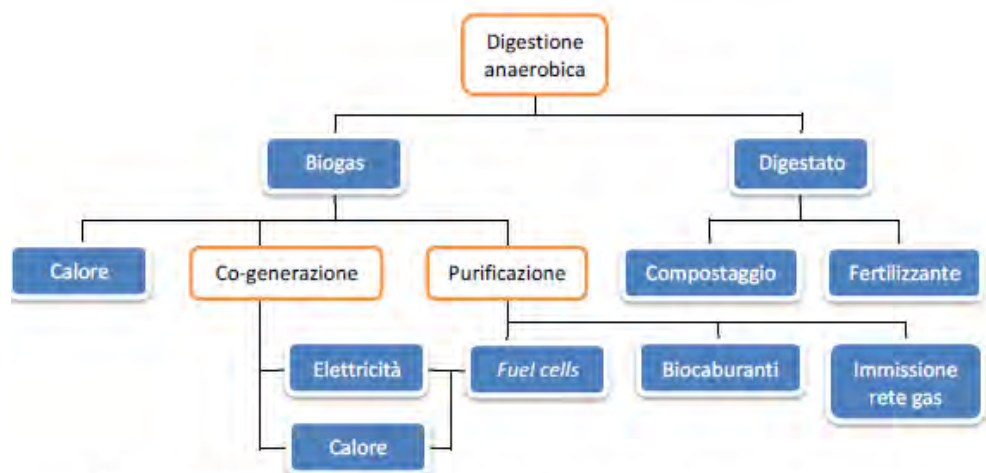 Digestione
anaerobica
Biogas
Digestato
Calore
Co-generazione
Purificazione
Compostaggio
Fertilizzante
Elettricità
Fuel cells
Biocaburanti
Immissione
rete gas
Calore